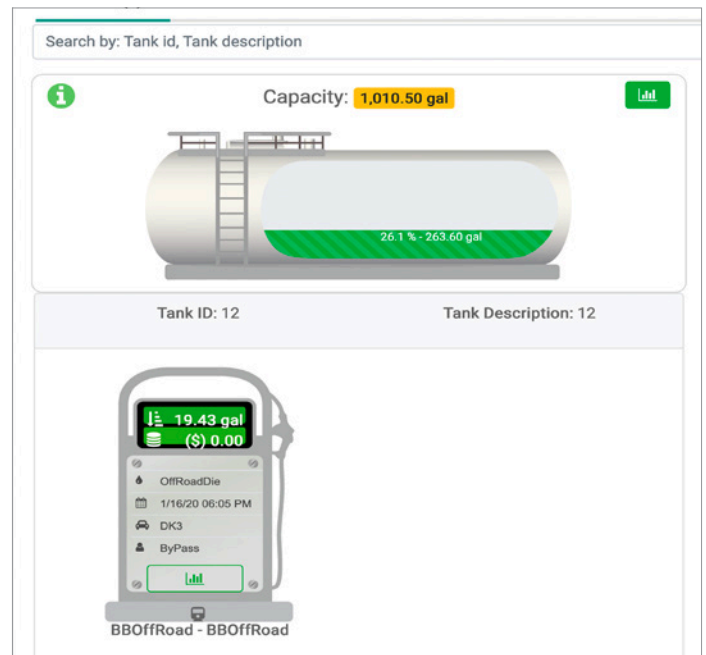 Search by: Tank id, Tank description
Capacity: 1,010.50 gal
26.1 % - 263.60 gal
Tank ID: 12
Tank Description: 12
19.43 gal
($) 0.00
OffRoadDie
1/16/20 06:05 PM
DK3
ByPass
BBOffRoad - BBOffRoad